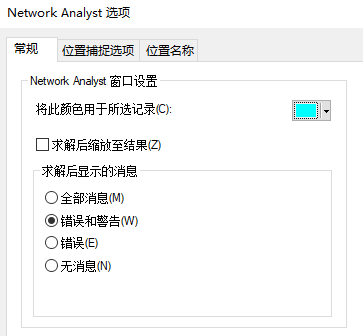 Network Analyst 选项
常规 位置捕捉选项 位置名称
Network Analyst 窗口设置
将此颜色用于所选记录(C):
求解后缩放至结果(Z)
求解后显示的消息
全部消息(M)
错误和警告(W)
错误(E)
无消息(N)